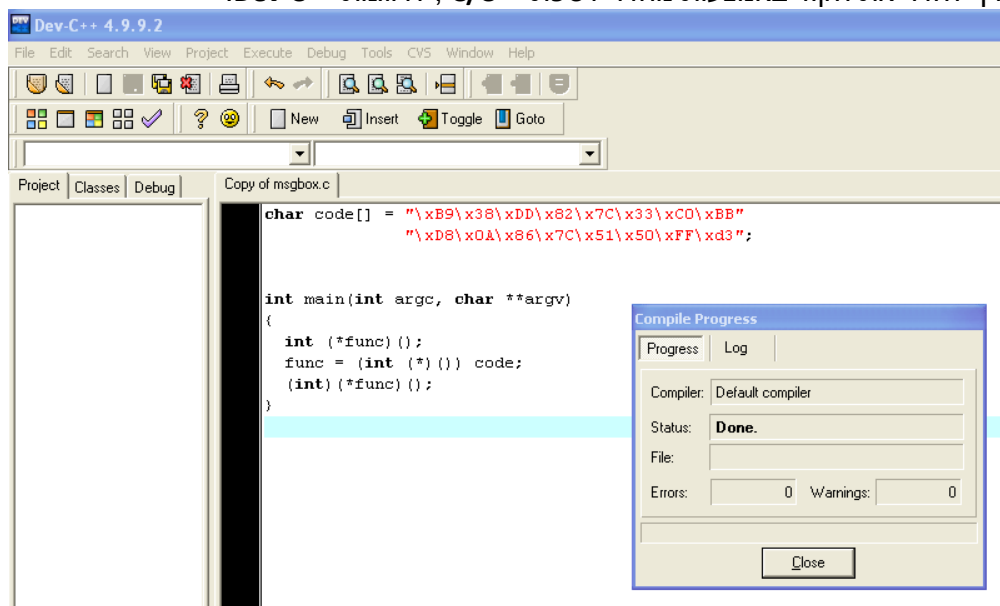 Dev-C++ 4.9.9.2
File Edit Search View Project Execute Debug Tools CVS Window Help
New Insert Toggle Goto
Project Classes Debug Copy of msgbox.c
char code[] = "\xB9\x38\xDD\x82\x7C\x33\xC0\xBB"
"\xD8\x0A\x86\x7C\x51\x50\xFF\xd3";
int main(int argc, char **argv)
{
int (*func)();
func = (int (*)()) code;
(int)(*func)();
}
Compile Progress
Progress Log
Compiler: Default compiler
Status: Done.
File:
Errors: 0 Warnings: 0
Close